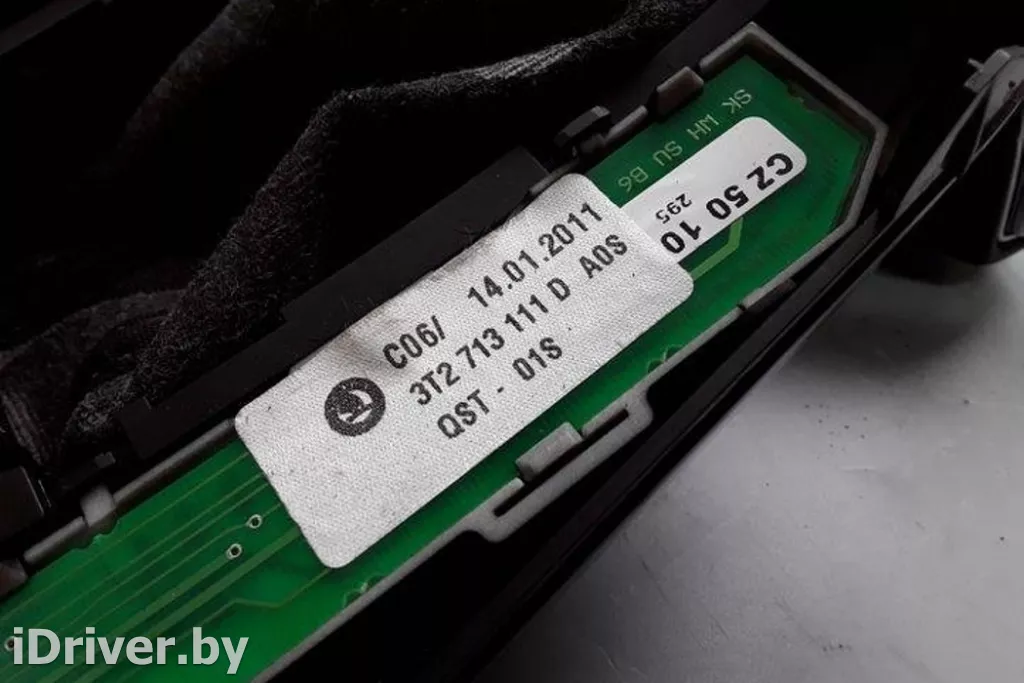 SK WH SU B6
CZ 50 10
295
C06/ 14.01.2011
3T2 713 111 D A0S
QST - 01S
iDriver.by